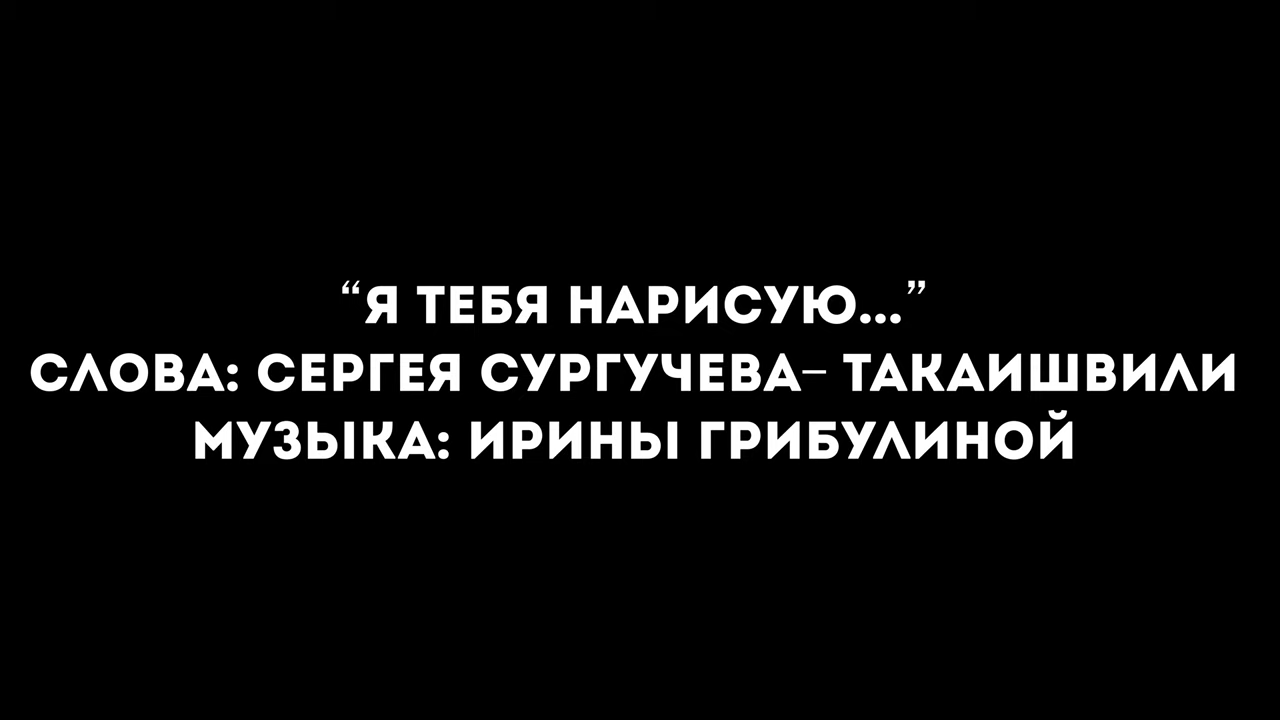 “Я ТЕБЯ НАРИСУЮ...”
СЛОВА: СЕРГЕЯ СУРГУЧЕВА– ТАКАИШВИЛИ
МУЗЫКА: ИРИНЫ ГРИБУЛИНОЙ